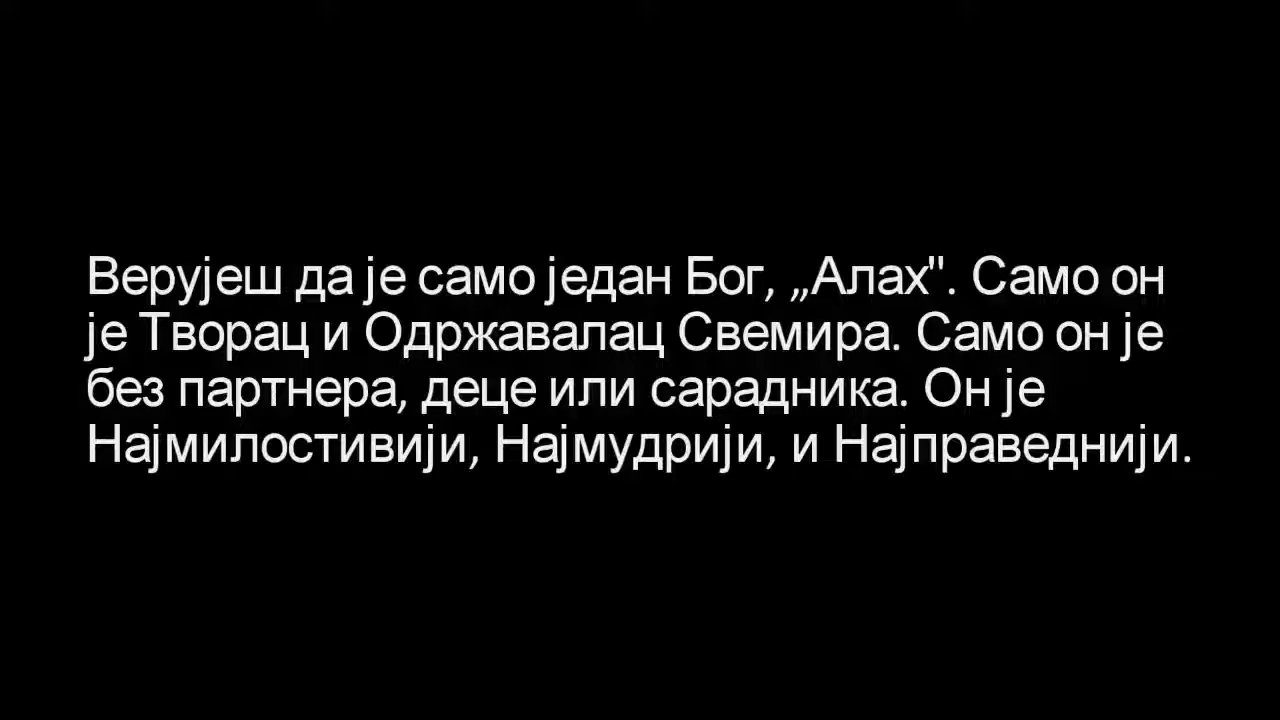 Верујеш да је само један Бог, „Алах". Само он
је Творац и Одржавалац Свемира. Само он је
без партнера, деце или сарадника. Он је
Најмилостивији, Најмудрији, и Најправеднији.